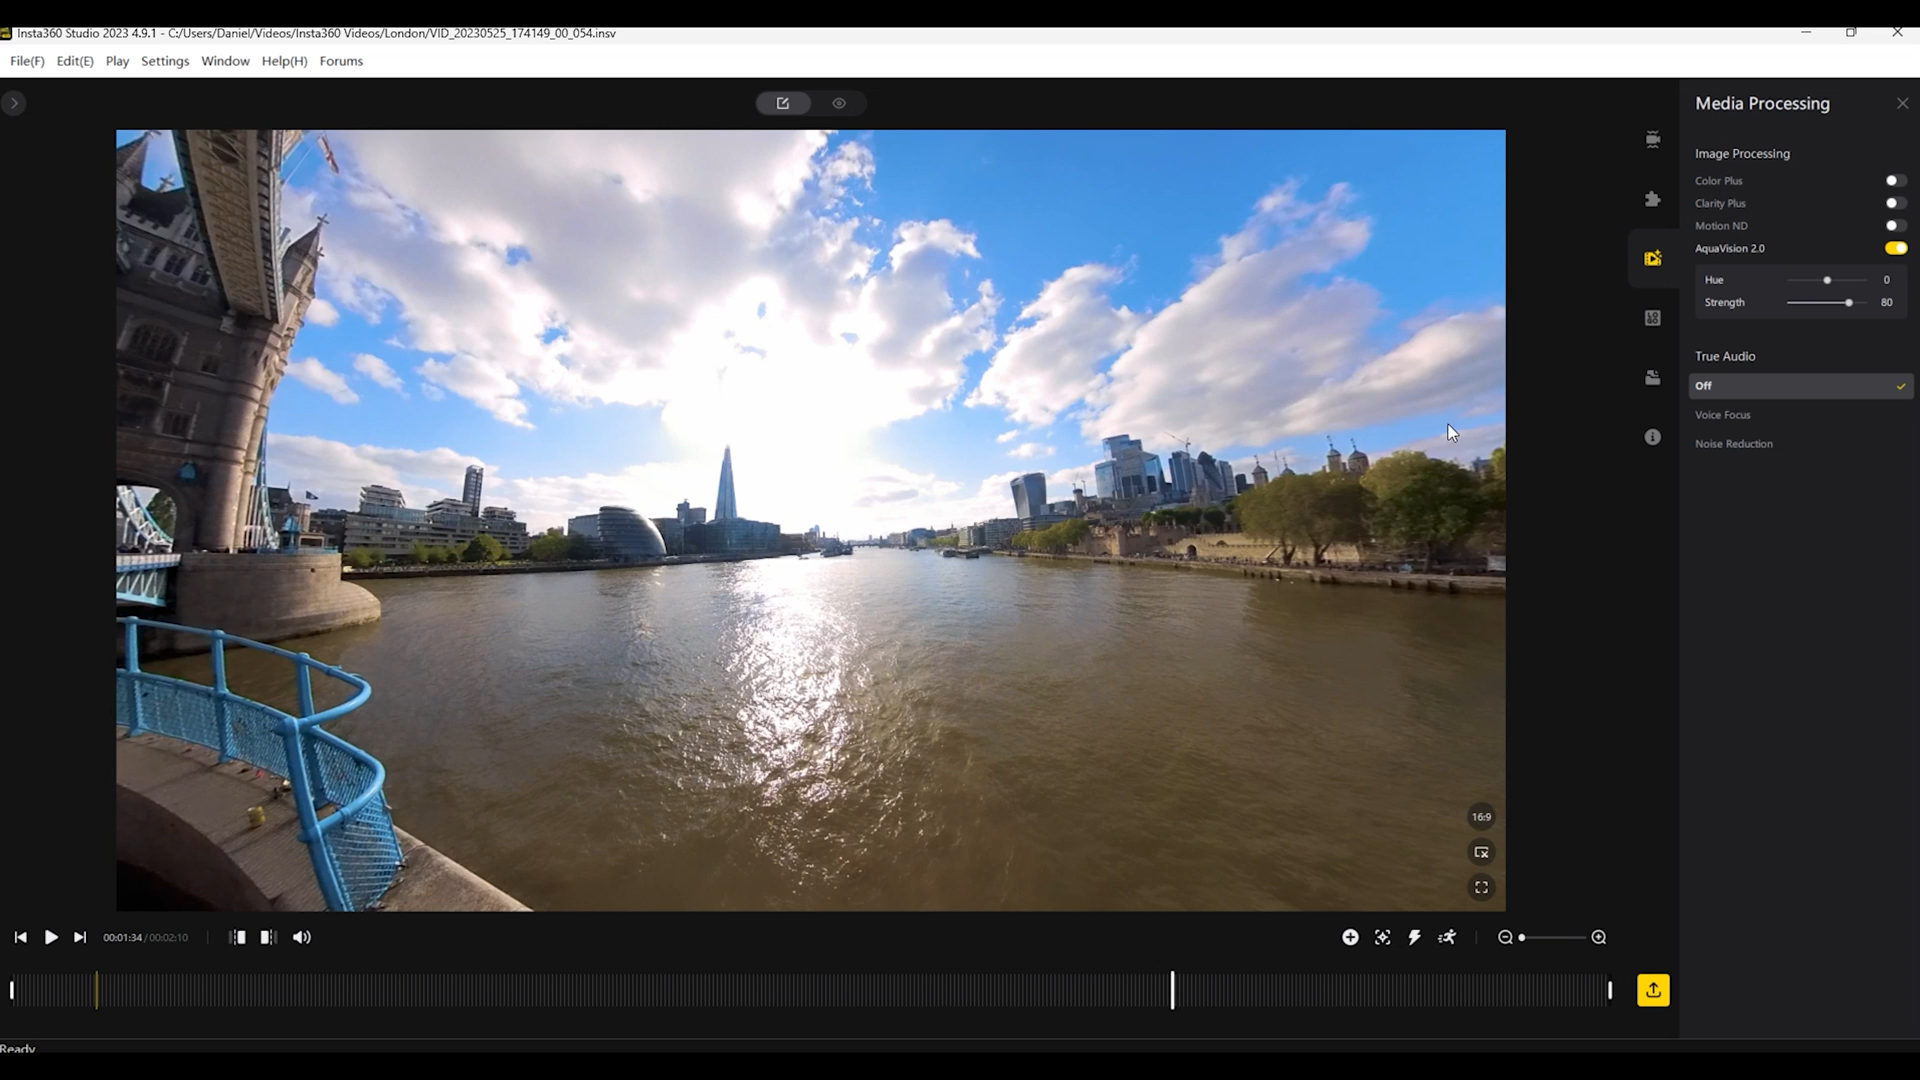 Insta360 Studio 2023 4.9.1 - C:/Users/Daniel/Videos/Insta360 Videos/London/VID_20230525_174149_00_054.insv
File(F) Edit(E) Play Settings Window Help(H) Forums
Media Processing
Image Processing
Color Plus
Clarity Plus
Motion ND
AquaVision 2.0
Hue 0
Strength 80
LOGO
True Audio
Off
Voice Focus
Noise Reduction
16:9
00:01:34/00:02:10
Ready